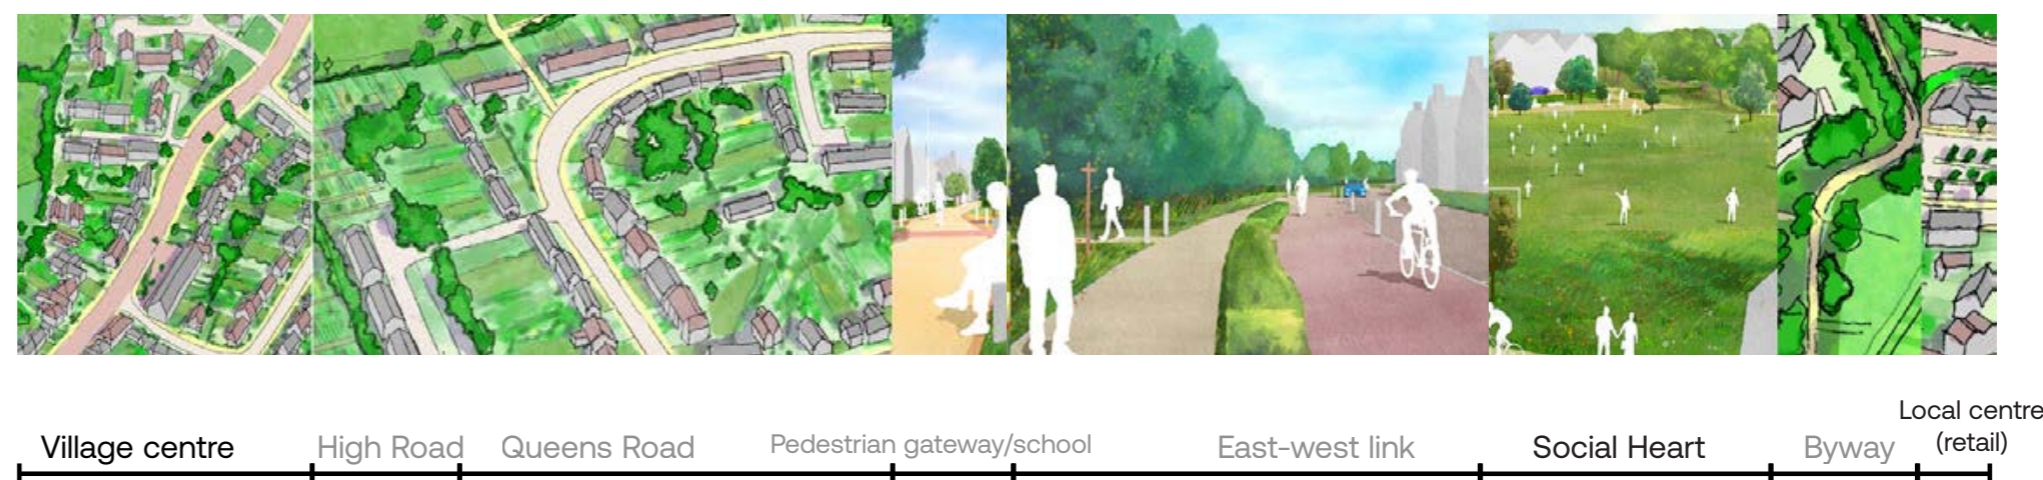 Local centre
Village centre
High Road
Queens Road
Pedestrian gateway/school
East-west link
Social Heart
Byway
(retail)